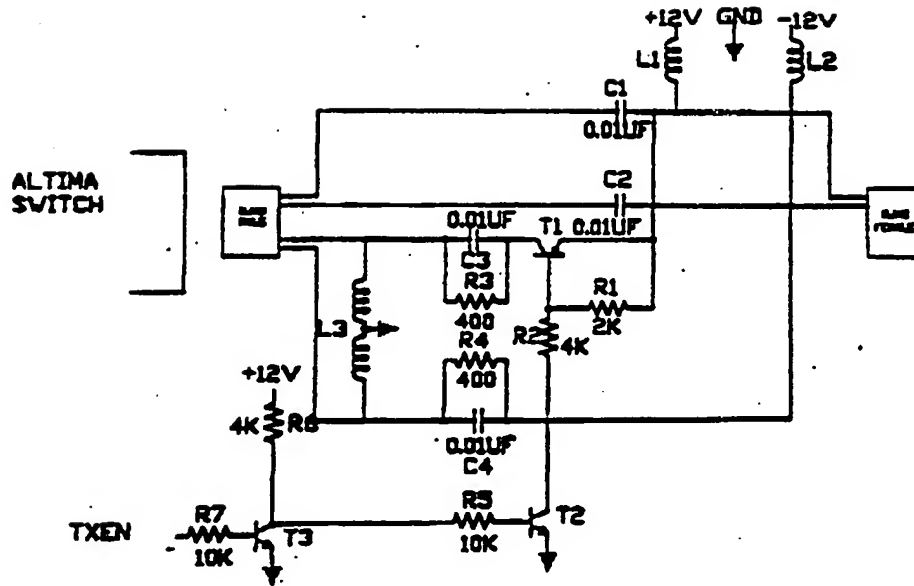 +12V GND -12V
L1 L2
C1
0.01UF
ALTIMA
SWITCH
C2
0.01UF T1 0.01UF
C3
R3
400
R1
2K
L3
R2
4K
R4
400
+12V
4K R6
0.01UF
C4
TXEN
R7
10K
T3
R5
10K
T2